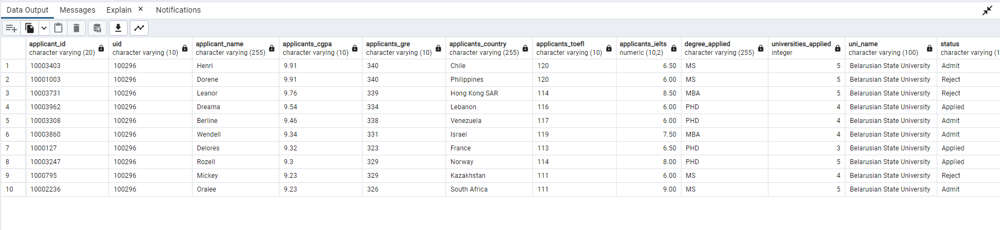 Data Output Messages Explain × Notifications
applicant_id uid applicant_name applicants_cgpa applicants_gre applicants_country applicants_toefl applicants_ielts degree_applied universities_applied uni_name status
character varying (20) character varying (10) character varying (255) character varying (10) character varying (10) character varying (255) character varying (10) numeric (10,2) character varying (255) integer character varying (100) character varying (1
1 10003403 100296 Henri 9.91 340 Chile 120 6.50 MS 5 Belarusian State University Admit
2 10001003 100296 Dorene 9.91 340 Philippines 120 6.00 MS 5 Belarusian State University Reject
3 10003731 100296 Leanor 9.76 339 Hong Kong SAR 114 8.50 MBA 5 Belarusian State University Reject
4 10003962 100296 Dreama 9.54 334 Lebanon 116 6.00 PHD 4 Belarusian State University Applied
5 10003308 100296 Berline 9.46 338 Venezuela 117 6.00 PHD 4 Belarusian State University Admit
6 10003860 100296 Wendell 9.34 331 Israel 119 7.50 MBA 4 Belarusian State University Admit
7 1000127 100296 Delores 9.32 323 France 113 6.50 PHD 3 Belarusian State University Applied
8 10003247 100296 Rozell 9.3 329 Norway 114 8.00 PHD 5 Belarusian State University Applied
9 1000795 100296 Mickey 9.23 329 Kazakhstan 111 6.00 MS 4 Belarusian State University Reject
10 10002236 100296 Oralee 9.23 326 South Africa 111 9.00 MS 5 Belarusian State University Admit